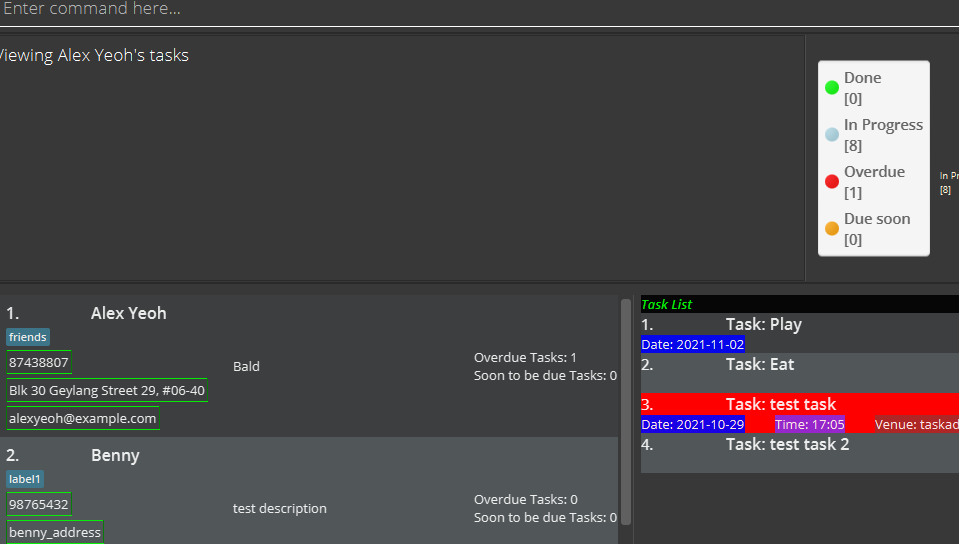 Enter command here...
Viewing Alex Yeoh's tasks
Done
[0]
In Progress
[8]
Overdue
[1]
Due soon
[0]
In Pr
[8]
1. Alex Yeoh
friends
87438807
Blk 30 Geylang Street 29, #06-40
alexyeoh@example.com
Bald
Overdue Tasks: 1
Soon to be due Tasks: 0
2. Benny
label1
98765432
benny_address
test description
Overdue Tasks: 0
Soon to be due Tasks: 0
Task List
1. Task: Play
Date: 2021-11-02
2. Task: Eat
3. Task: test task
Date: 2021-10-29 Time: 17:05 Venue: taskad
4. Task: test task 2